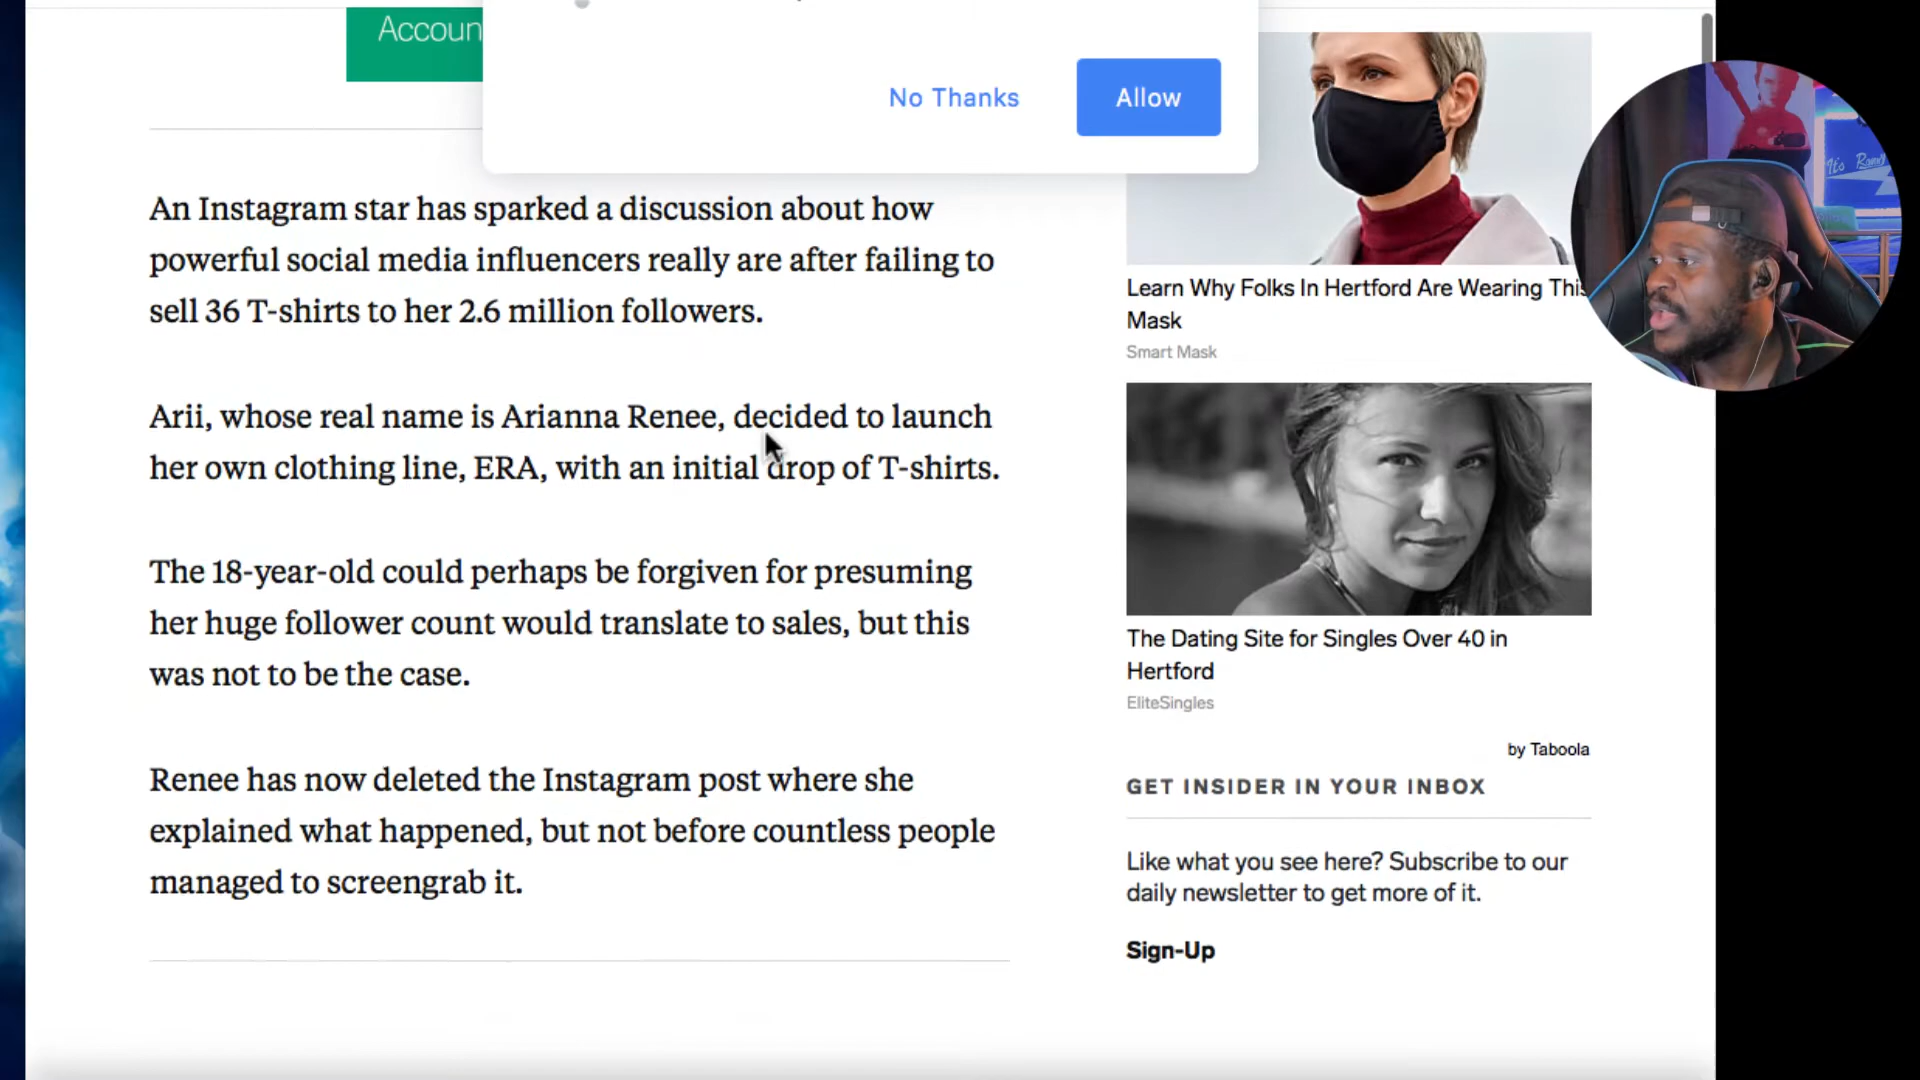 Accoun
No Thanks
Allow
An Instagram star has sparked a discussion about how
powerful social media influencers really are after failing to
sell 36 T-shirts to her 2.6 million followers.
Arii, whose real name is Arianna Renee, decided to launch
her own clothing line, ERA, with an initial drop of T-shirts.
The 18-year-old could perhaps be forgiven for presuming
her huge follower count would translate to sales, but this
was not to be the case.
Renee has now deleted the Instagram post where she
explained what happened, but not before countless people
managed to screengrab it.
Learn Why Folks In Hertford Are Wearing This
Mask
Smart Mask
The Dating Site for Singles Over 40 in
Hertford
EliteSingles
by Taboola
GET INSIDER IN YOUR INBOX
Like what you see here? Subscribe to our
daily newsletter to get more of it.
Sign-Up
It's